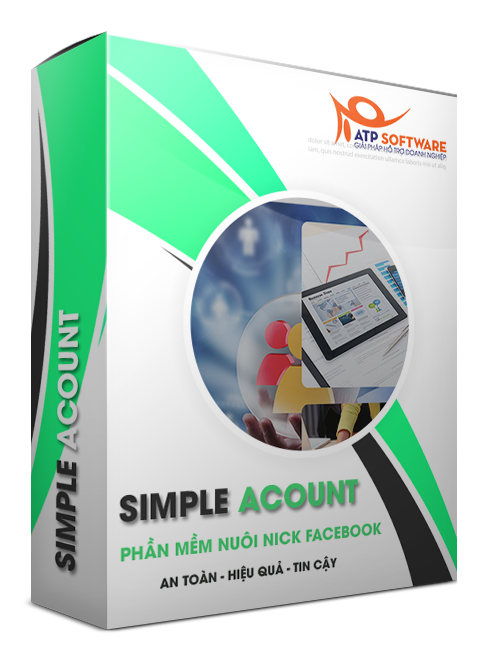 ATP SOFTWARE
GIẢI PHÁP HỖ TRỢ DOANH NGHIỆP
SIMPLE ACOUNT
SIMPLE ACOUNT
PHẦN MỀM NUÔI NICK FACEBOOK
AN TOÀN - HIỆU QUẢ - TIN CẬY